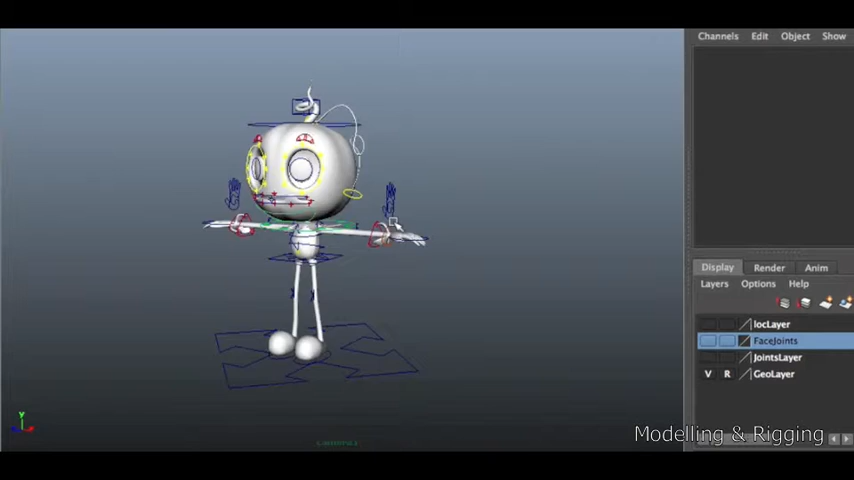 Channels Edit Object Show
Display Render Anim
Layers Options Help
locLayer
FaceJoints
JointsLayer
V R GeoLayer
Modelling & Rigging
Y